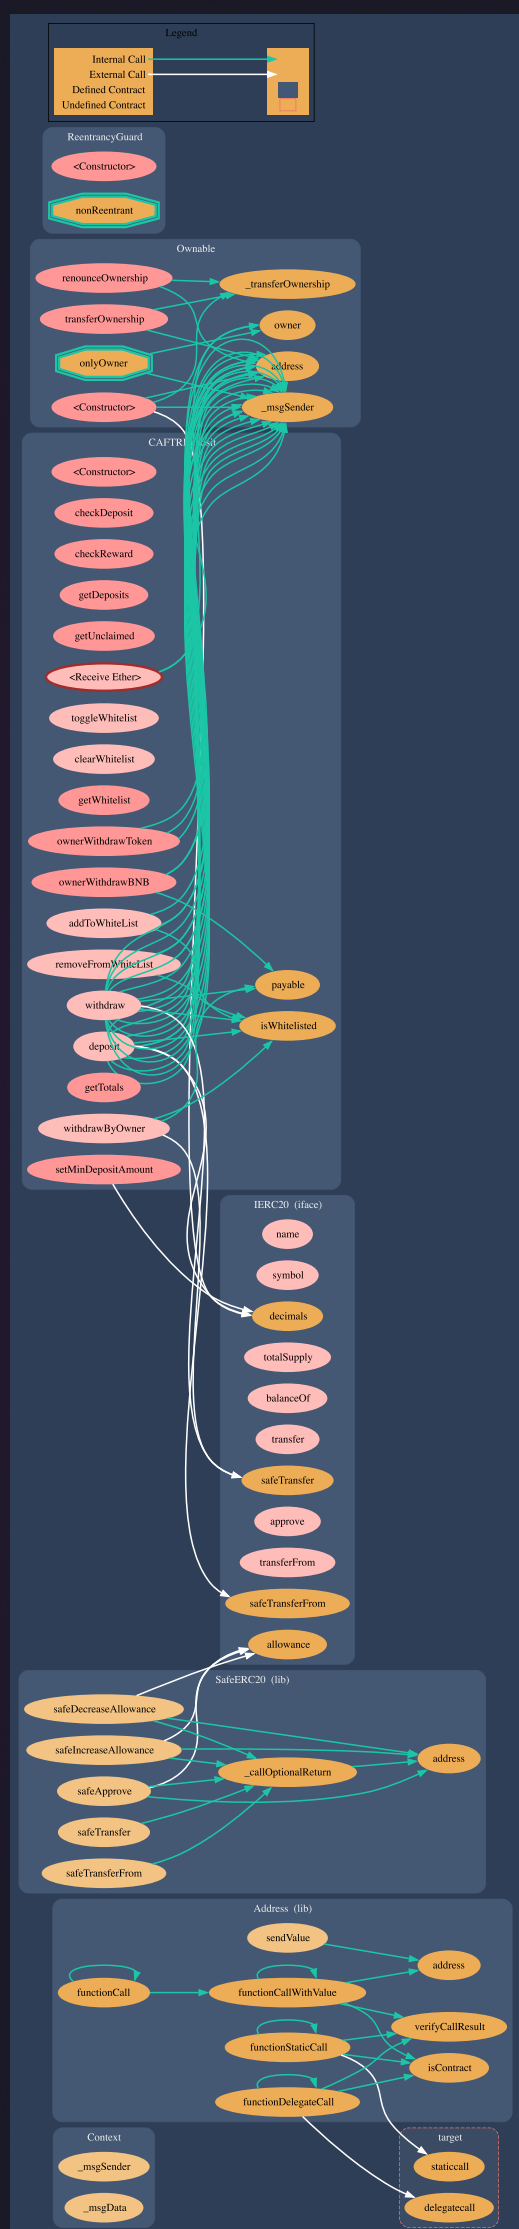 Legend
Internal Call
External Call
Defined Contract
Undefined Contract
ReentrancyGuard
<Constructor>
nonReentrant
Ownable
renounceOwnership
_transferOwnership
transferOwnership
owner
onlyOwner
address
<Constructor>
_msgSender
<Constructor>
checkDeposit
checkReward
getDeposits
getUnclaimed
<Receive Ether>
toggleWhitelist
clearWhitelist
getWhitelist
ownerWithdrawToken
ownerWithdrawBNB
addToWhiteList
removeFromWhiteList
payable
withdraw
isWhitelisted
deposit
getTotals
withdrawByOwner
setMinDepositAmount
IERC20 (iface)
name
symbol
decimals
totalSupply
balanceOf
transfer
safeTransfer
approve
transferFrom
safeTransferFrom
allowance
SafeERC20 (lib)
safeDecreaseAllowance
safeIncreaseAllowance
address
_callOptionalReturn
safeApprove
safeTransfer
safeTransferFrom
Address (lib)
sendValue
address
functionCall
functionCallWithValue
verifyCallResult
functionStaticCall
isContract
functionDelegateCall
Context
target
_msgSender
staticcall
_msgData
delegatecall